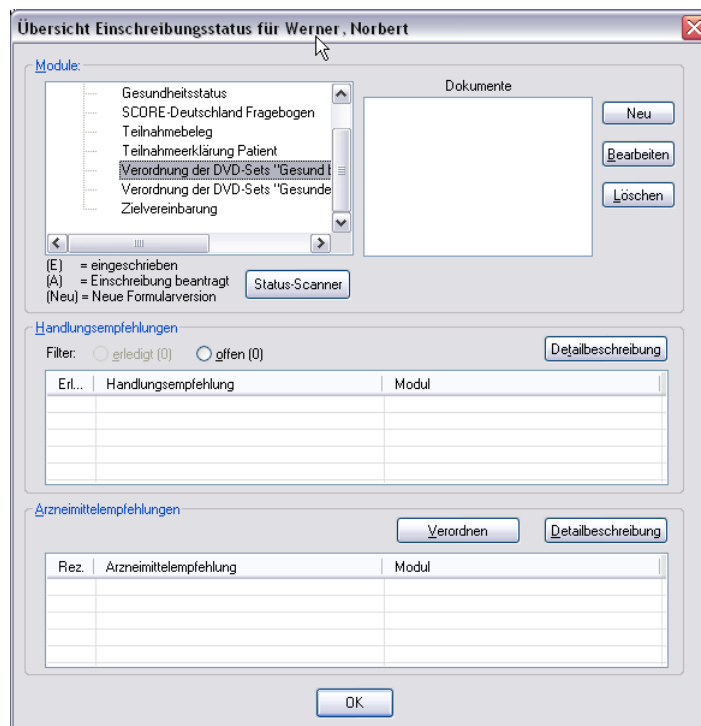 Übersicht Einschreibungsstatus für Werner, Norbert
Module:
Gesundheitsstatus
SCORE-Deutschland Fragebogen
Teilnahmebeleg
Teilnahmeerklärung Patient
Verordnung der DVD-Sets "Gesund b
Verordnung der DVD-Sets "Gesunde
Zielvereinbarung
Dokumente
Neu
Bearbeiten
Löschen
(E) = eingeschrieben
(A) = Einschreibung beantragt
(Neu) = Neue Formularversion
Status-Scanner
Handlungsempfehlungen
Filter: erledigt (0) offen (0) Detailbeschreibung
Erl... Handlungsempfehlung Modul
Arzneimittelempfehlungen
Verordnen Detailbeschreibung
Rez. Arzneimittelempfehlung Modul
OK